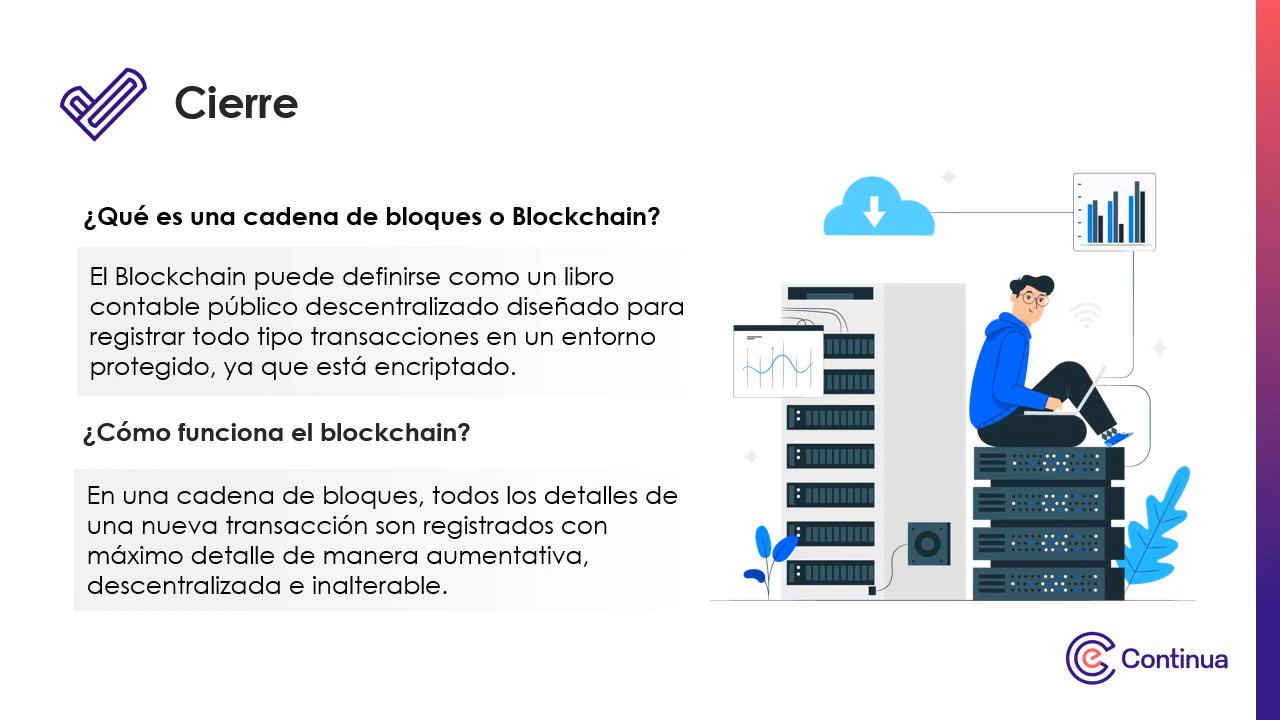 Cierre
¿Qué es una cadena de bloques o Blockchain?
El Blockchain puede definirse como un libro
contable público descentralizado diseñado para
registrar todo tipo transacciones en un entorno
protegido, ya que está encriptado.
¿Cómo funciona el blockchain?
En una cadena de bloques, todos los detalles de
una nueva transacción son registrados con
máximo detalle de manera aumentativa,
descentralizada e inalterable.
e Continua